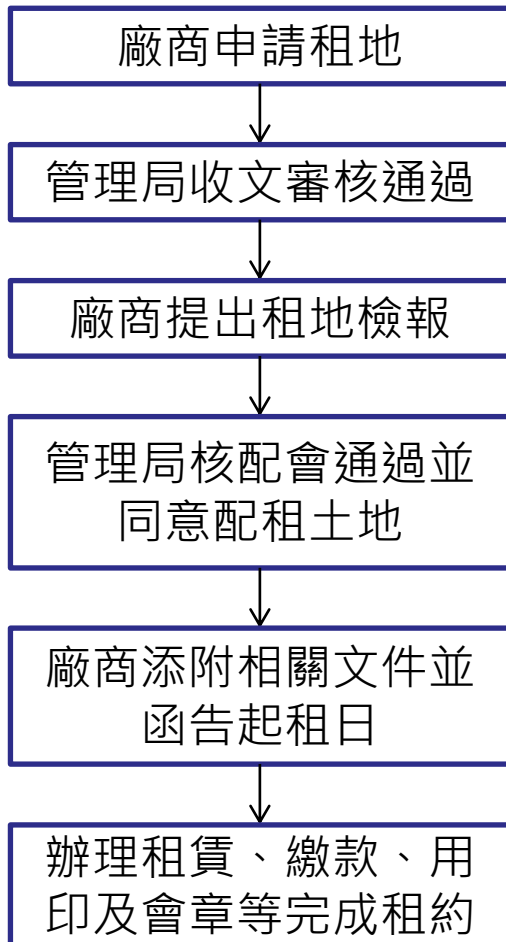 廠商申請租地
管理局收文審核通過
廠商提出租地檢報
管理局核配會通過並
同意配租土地
廠商添附相關文件並
函告起租日
辦理租賃、繳款、用
印及會章等完成租約